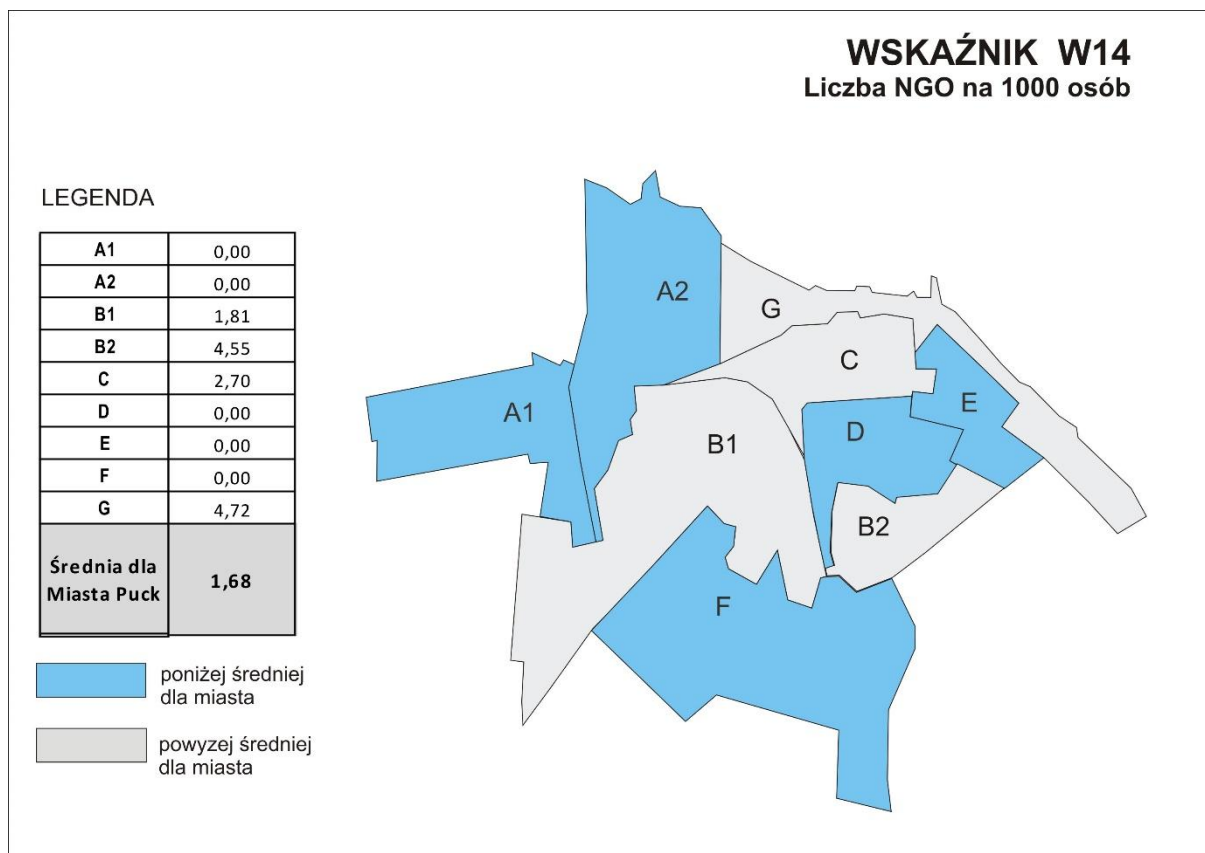 WSKAŹNIK W14
Liczba NGO na 1000 osób
LEGENDA
A1 0,00
A2 0,00
B1 1,81
B2 4,55
C 2,70
D 0,00
E 0,00
F 0,00
G 4,72
Średnia dla
Miasta Puck
1,68
poniżej średniej
dla miasta
powyzej średniej
dla miasta
A2
G
C
A1
E
D
B1
B2
F